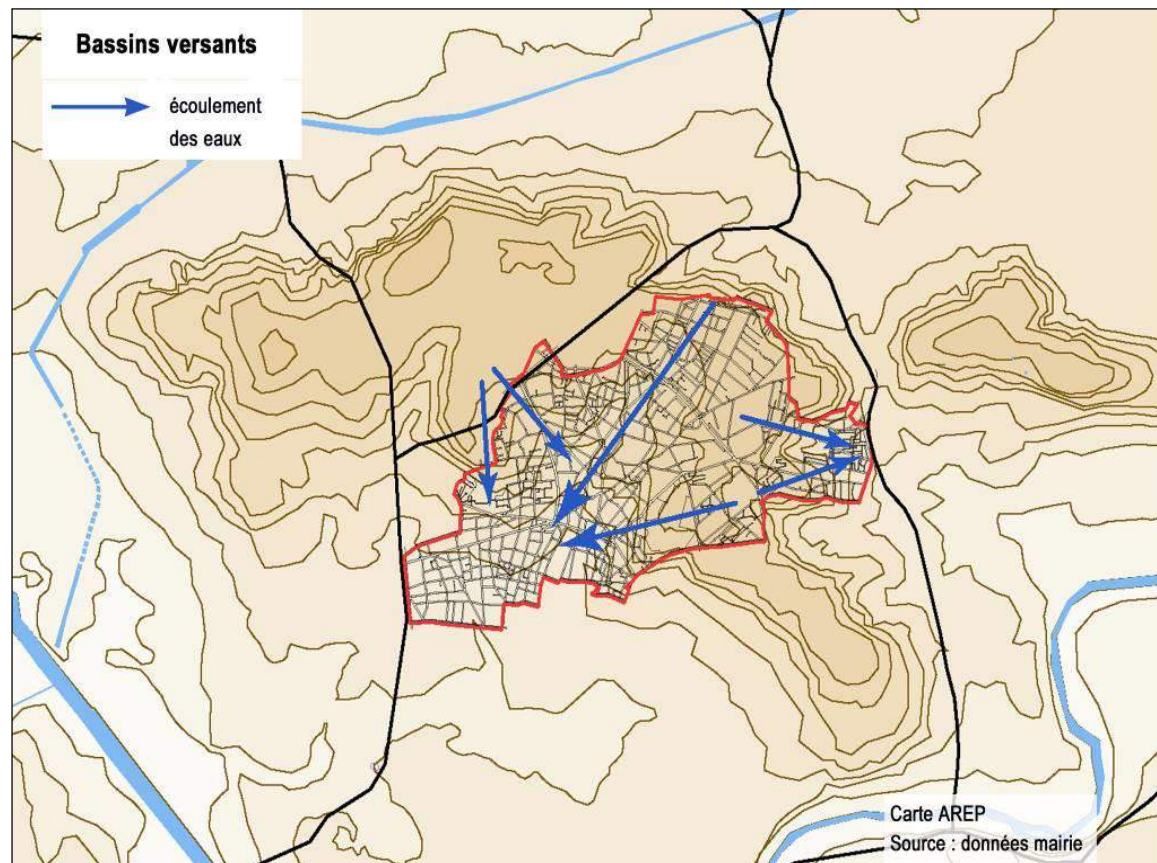 Bassins versants
écoulement
des eaux
Carte AREP
Source : données mairie